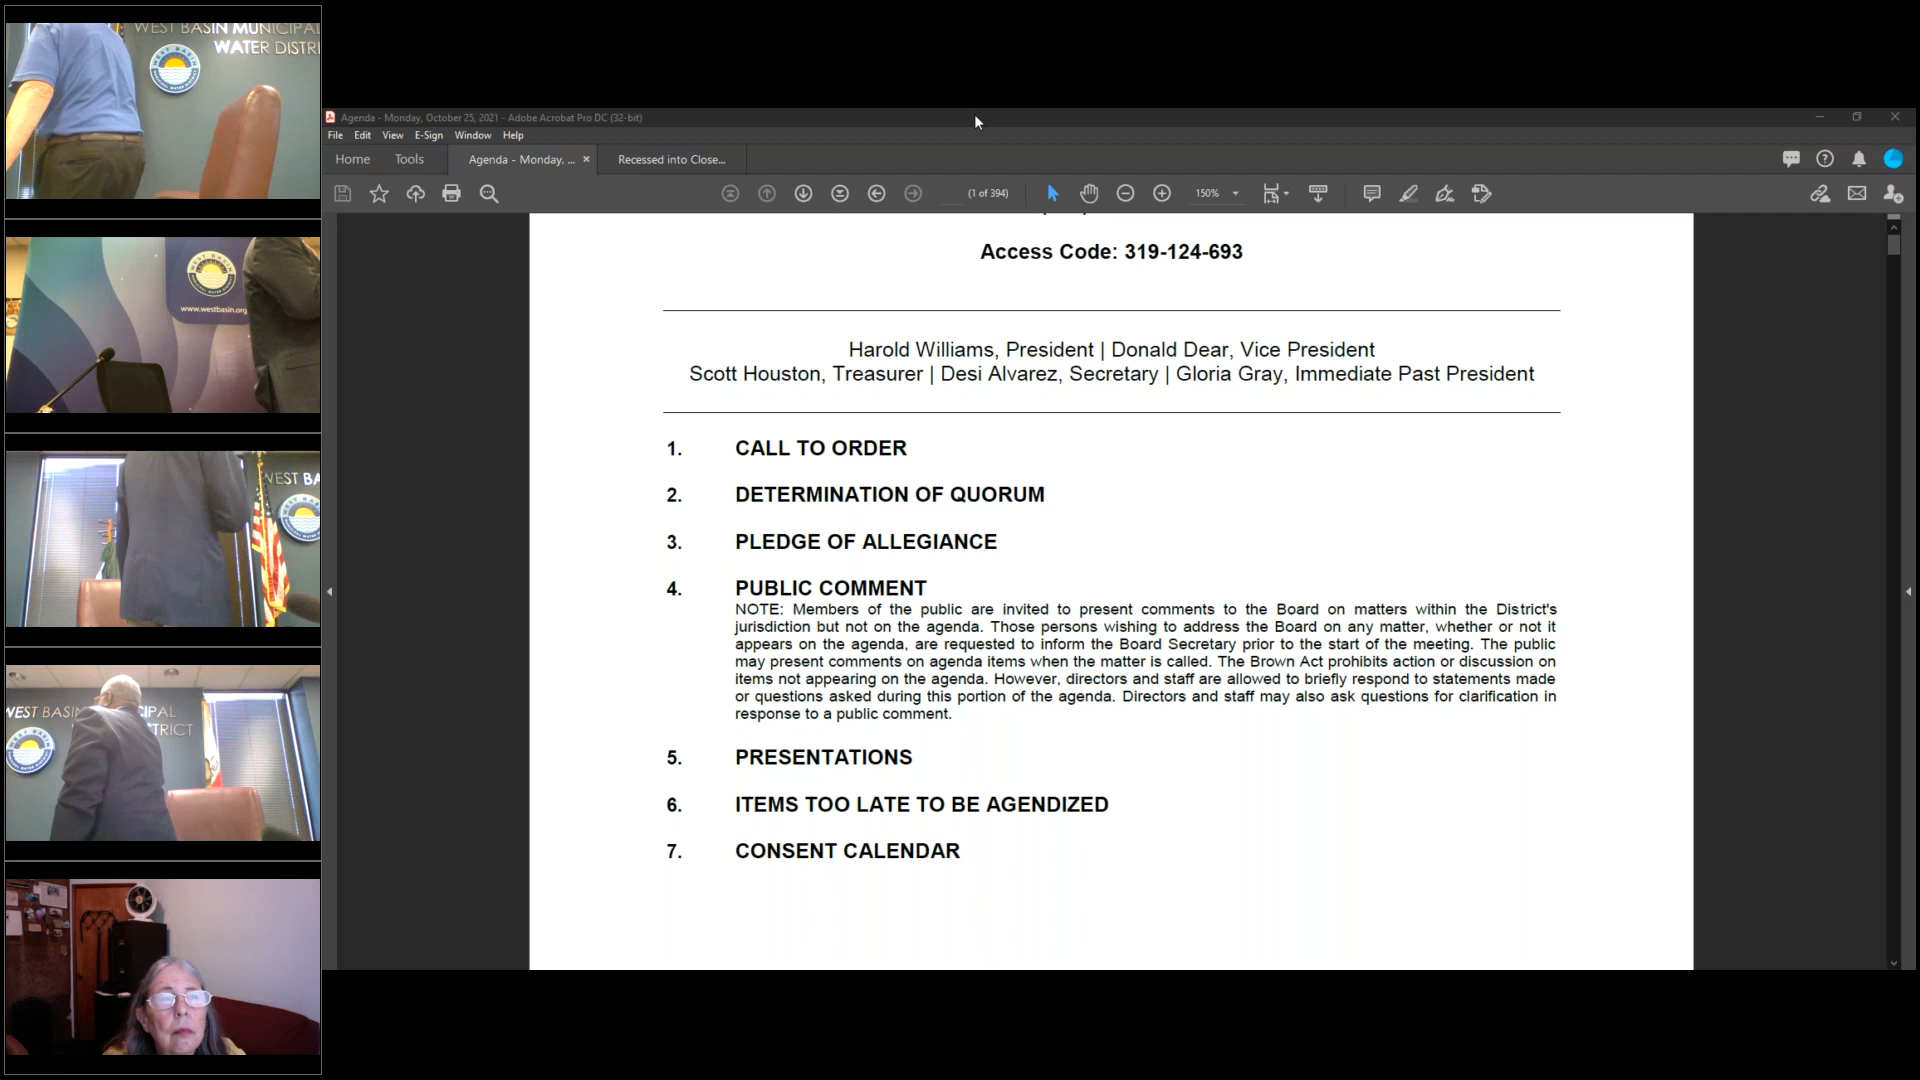 WEST BASIN MUNICIPAL
WATER DISTRI
WEST BASIN
www.westbasin.org
WEST BA
WEST BASIN CIPAL
TRICT
Agenda - Monday, October 25, 2021 - Adobe Acrobat Pro DC (32-bit)
File Edit View E-Sign Window Help
Home Tools Agenda - Monday, ... × Recessed into Close...
(1 of 394) 150%
Access Code: 319-124-693
Harold Williams, President | Donald Dear, Vice President
Scott Houston, Treasurer | Desi Alvarez, Secretary | Gloria Gray, Immediate Past President
1. CALL TO ORDER
2. DETERMINATION OF QUORUM
3. PLEDGE OF ALLEGIANCE
4. PUBLIC COMMENT
NOTE: Members of the public are invited to present comments to the Board on matters within the District's
jurisdiction but not on the agenda. Those persons wishing to address the Board on any matter, whether or not it
appears on the agenda, are requested to inform the Board Secretary prior to the start of the meeting. The public
may present comments on agenda items when the matter is called. The Brown Act prohibits action or discussion on
items not appearing on the agenda. However, directors and staff are allowed to briefly respond to statements made
or questions asked during this portion of the agenda. Directors and staff may also ask questions for clarification in
response to a public comment.
5. PRESENTATIONS
6. ITEMS TOO LATE TO BE AGENDIZED
7. CONSENT CALENDAR